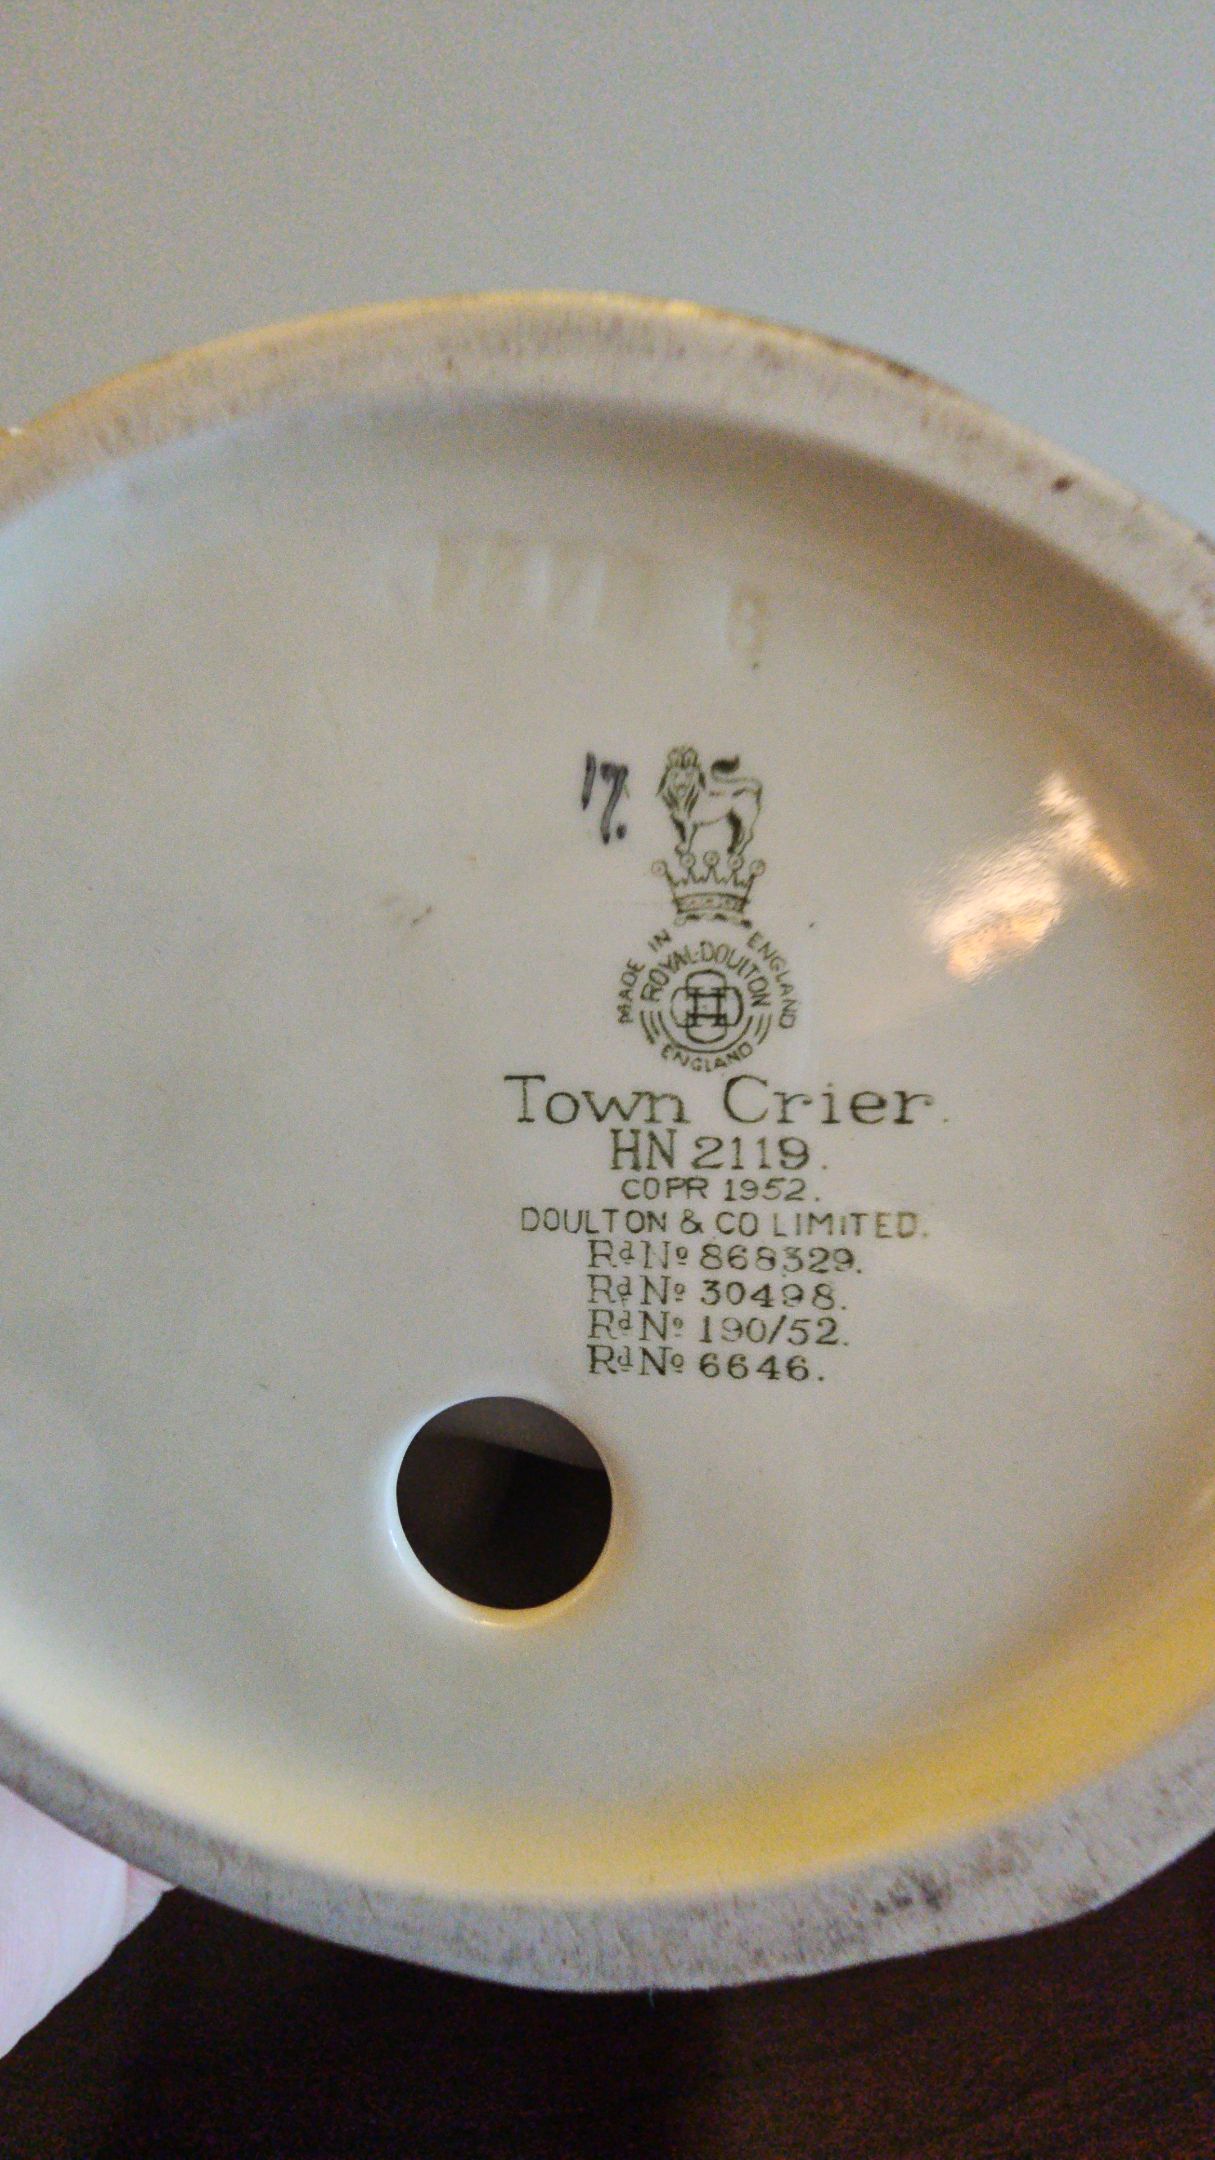 17.
MADE IN ENGLAND
ROYAL·DOULTON
ENGLAND
Town Crier.
HN 2119.
COPR 1952.
DOULTON & CO LIMITED.
Rd No 868329.
Rd No 30498.
Rd No 190/52.
Rd No 6646.